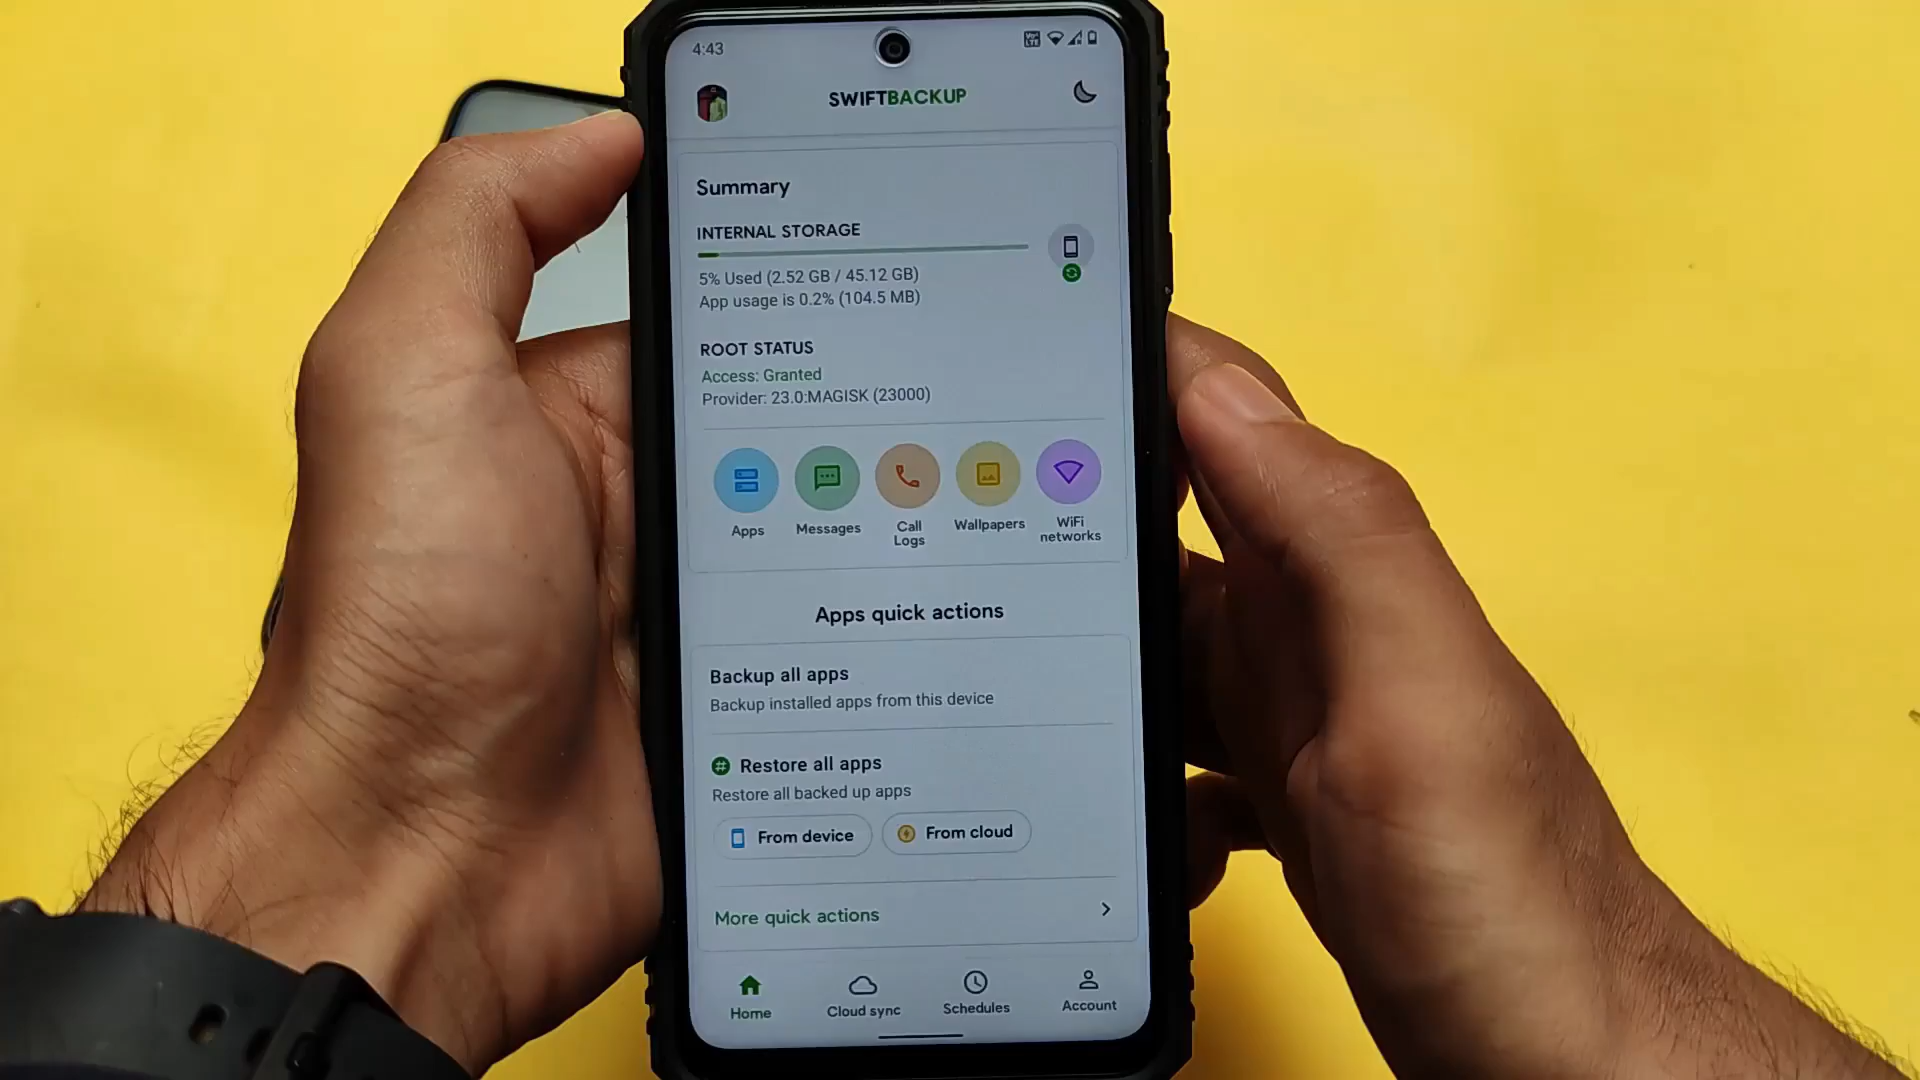 4:43
SWIFTBACKUP
Summary
INTERNAL STORAGE
5% Used (2.52 GB / 45.12 GB)
App usage is 0.2% (104.5 MB)
ROOT STATUS
Access: Granted
Provider: 23.0:MAGISK (23000)
Apps
Messages
Call
Logs
Wallpapers
WiFi
networks
Apps quick actions
Backup all apps
Backup installed apps from this device
Restore all apps
Restore all backed up apps
From device
From cloud
More quick actions
Home
Cloud sync
Schedules
Account